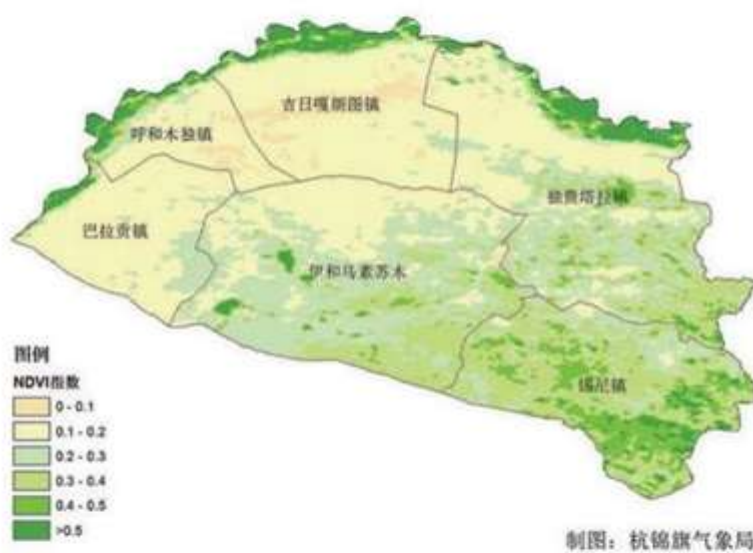 吉日嘎朗图镇
呼和木独镇
独贵塔拉镇
巴拉贡镇
伊和乌素苏木
锡尼镇
图例
NDVI指数
0 - 0.1
0.1 - 0.2
0.2 - 0.3
0.3 - 0.4
0.4 - 0.5
>0.5
制图：杭锦旗气象局